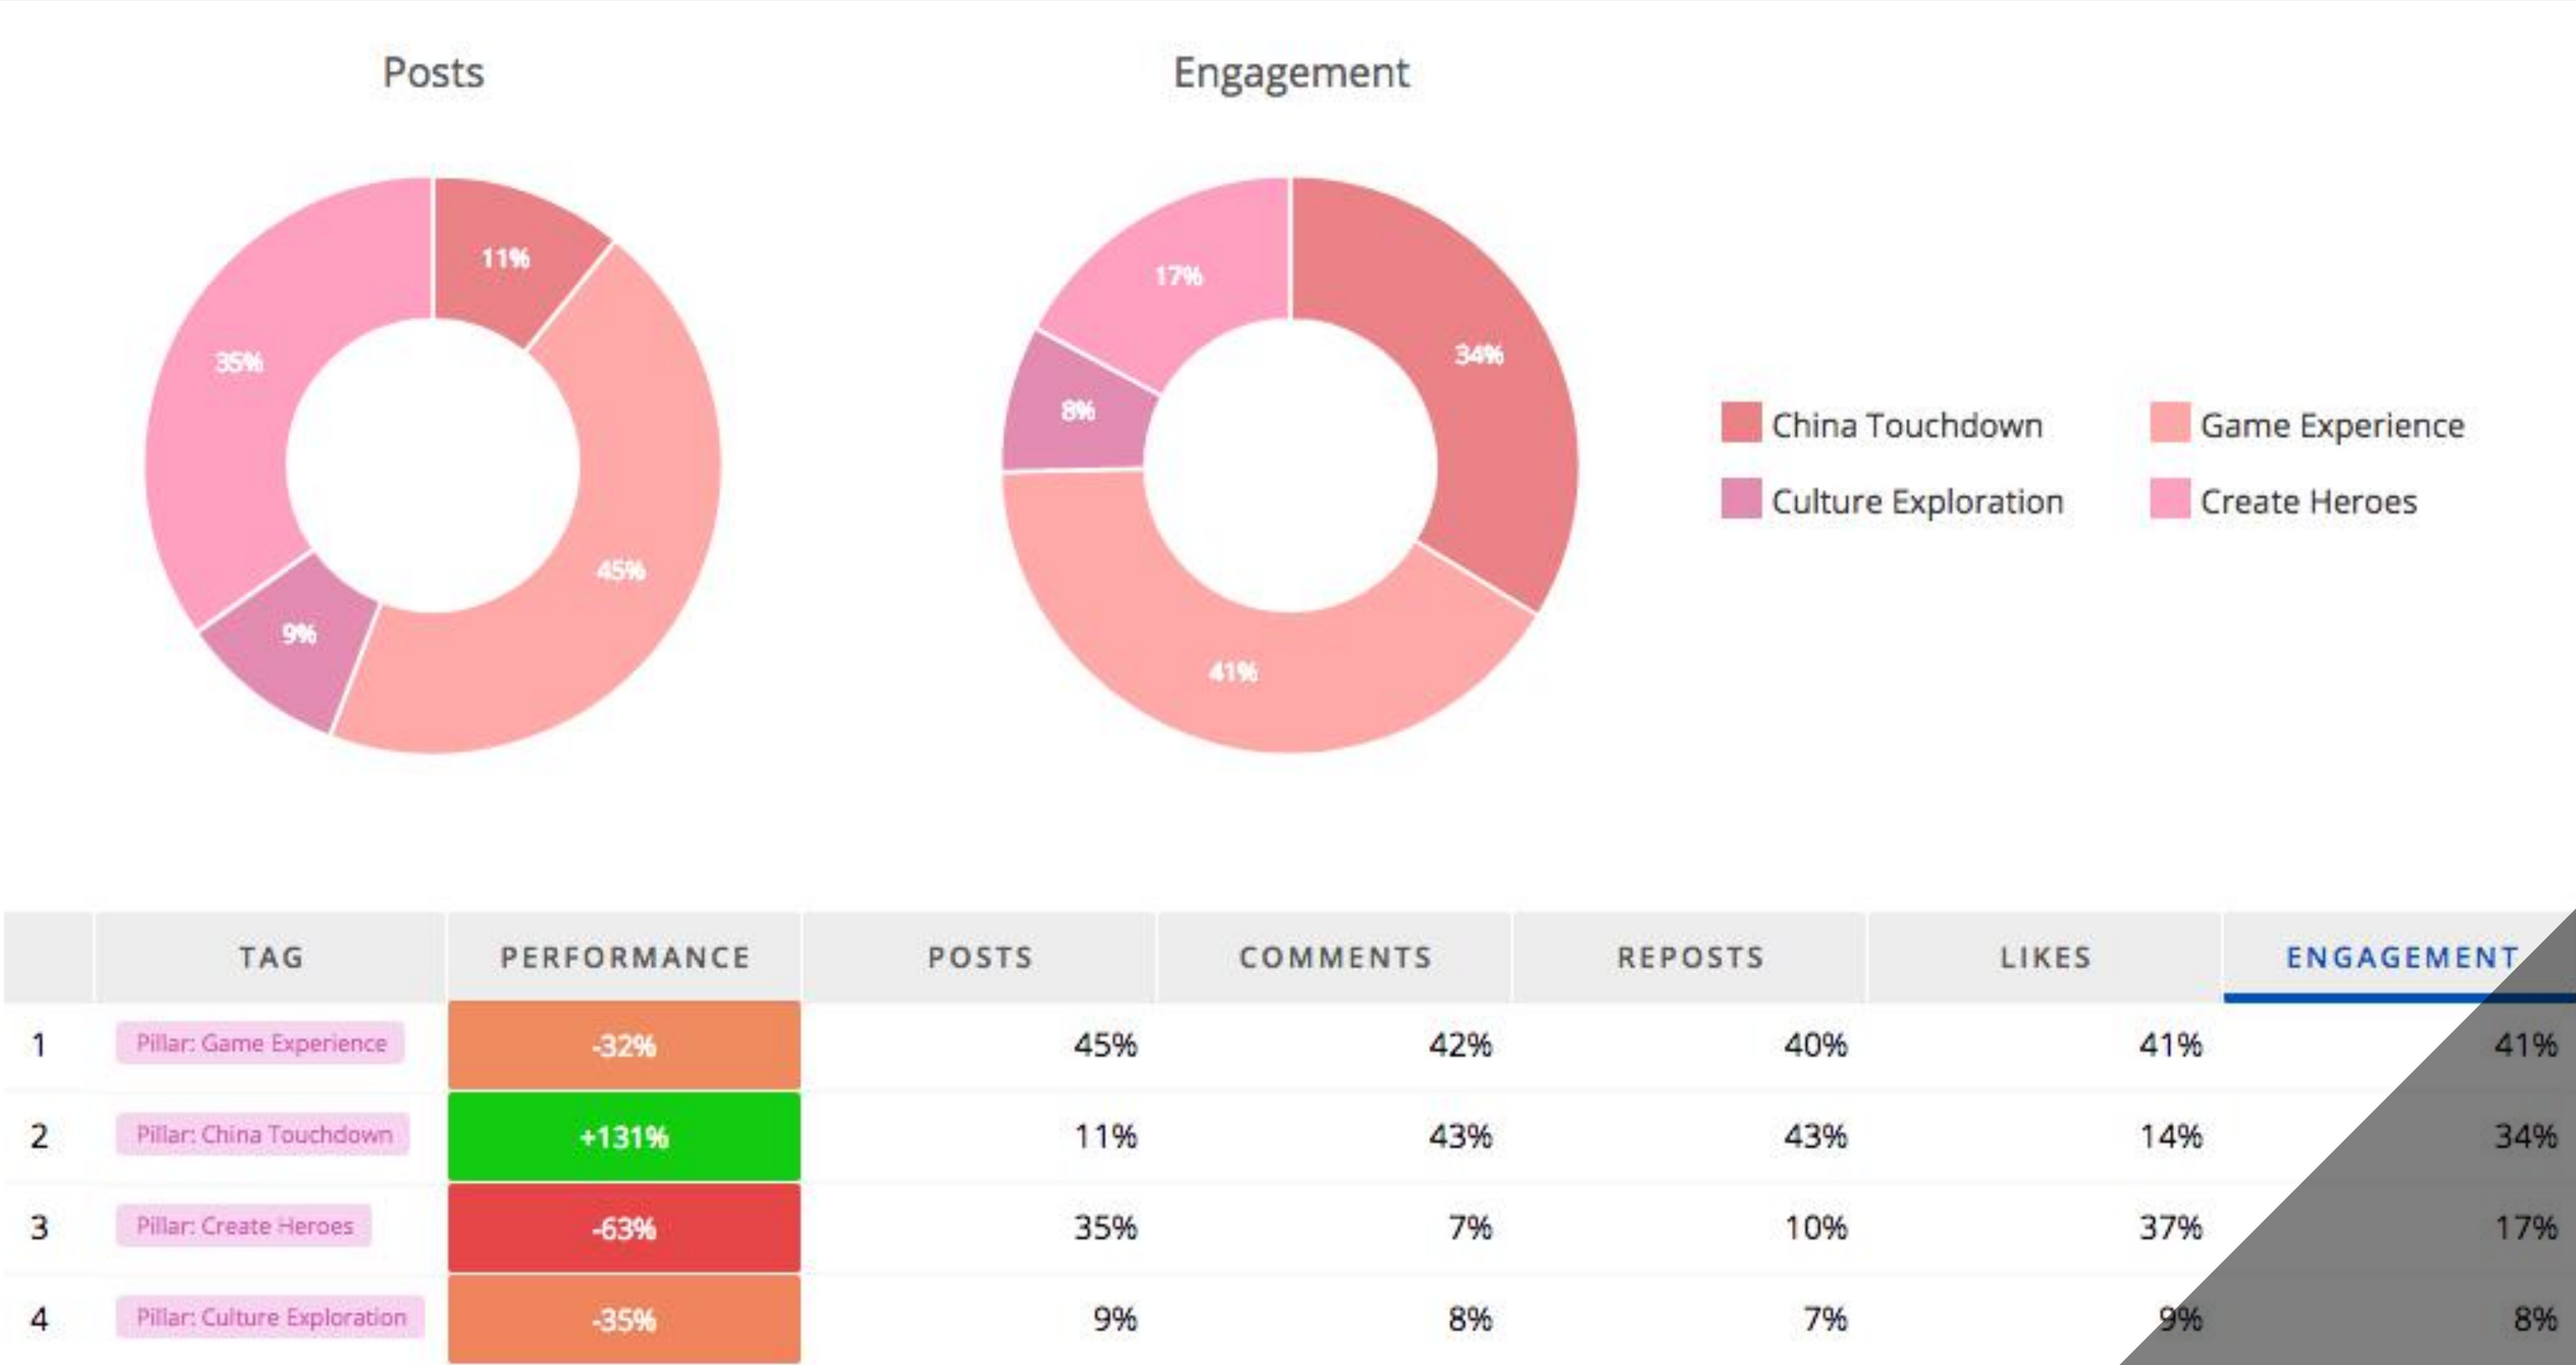 Posts
Engagement
11%
45%
9%
35%
34%
41%
8%
17%
China Touchdown
Game Experience
Culture Exploration
Create Heroes
TAG PERFORMANCE POSTS COMMENTS REPOSTS LIKES ENGAGEMENT
1 Pillar: Game Experience -32% 45% 42% 40% 41% 41%
2 Pillar: China Touchdown +131% 11% 43% 43% 14% 34%
3 Pillar: Create Heroes -63% 35% 7% 10% 37% 17%
4 Pillar: Culture Exploration -35% 9% 8% 7% 9% 8%